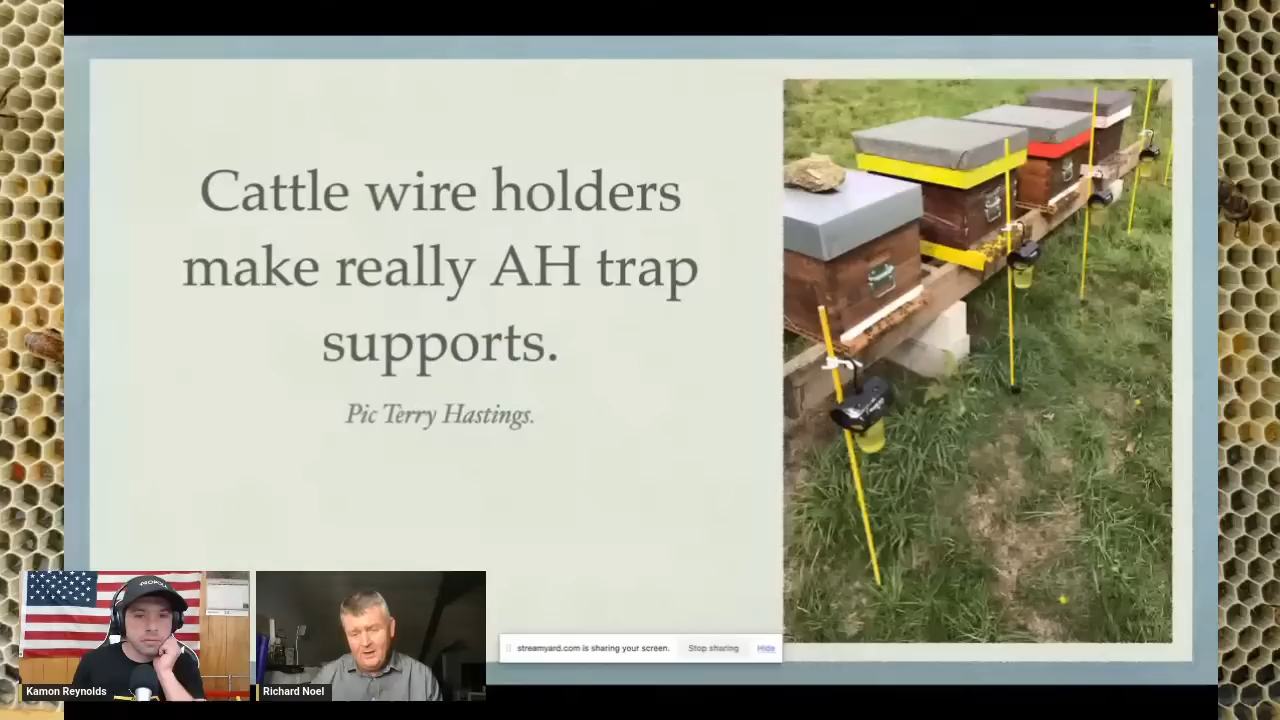 Cattle wire holders
make really AH trap
supports.
Pic Terry Hastings.
streamyard.com is sharing your screen.
Stop sharing
Hide
Kamon Reynolds
Richard Noel